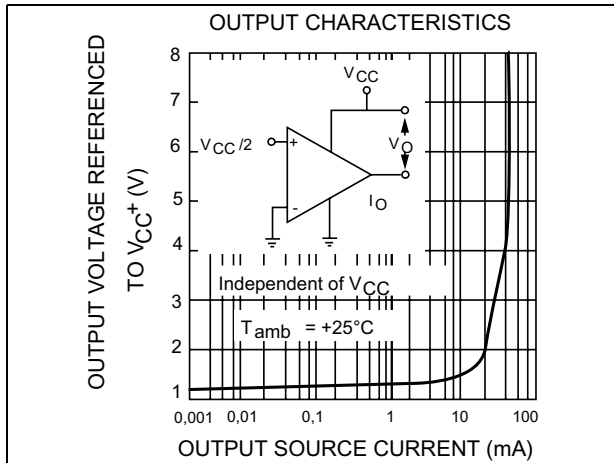 OUTPUT CHARACTERISTICS
OUTPUT VOLTAGE REFERENCED
TO VCC+ (V)
8
7
6
5
4
3
2
1
VCC
VCC/2
+
-
VO
IO
Independent of VCC
Tamb = +25°C
0,001 0,01 0,1 1 10 100
OUTPUT SOURCE CURRENT (mA)